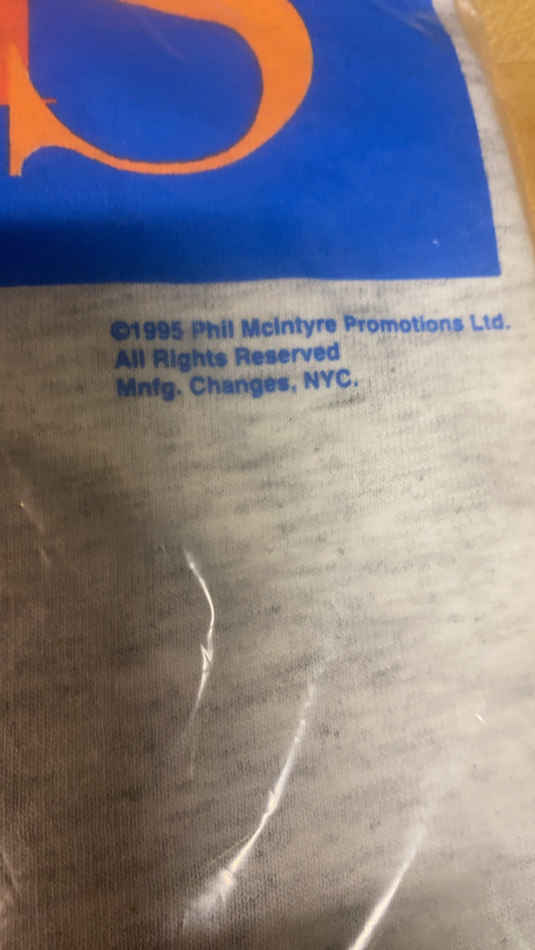 S
©1995 Phil McIntyre Promotions Ltd.
All Rights Reserved
Mnfg. Changes, NYC.